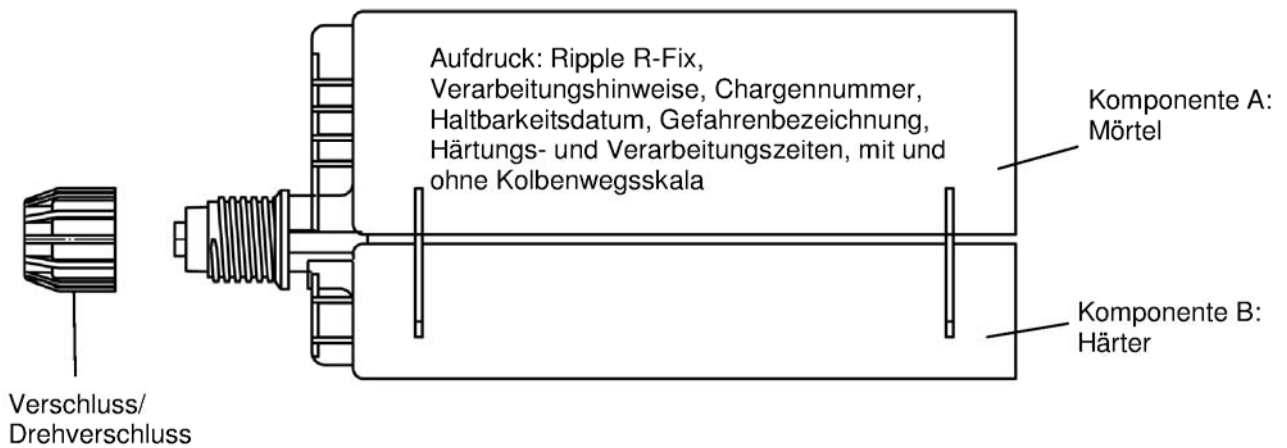 Aufdruck: Ripple R-Fix,
Verarbeitungshinweise, Chargennummer,
Haltbarkeitsdatum, Gefahrenbezeichnung,
Härtungs- und Verarbeitungszeiten, mit und
ohne Kolbenwegsskala
Komponente A:
Mörtel
Komponente B:
Härter
Verschluss/
Drehverschluss